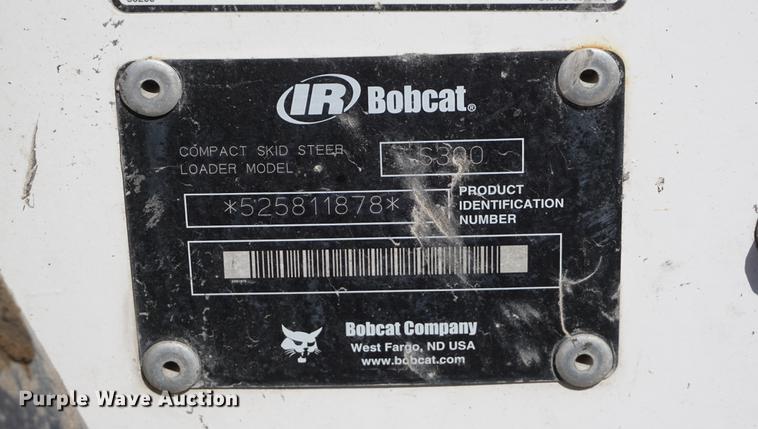 IR Bobcat®
COMPACT SKID STEER
LOADER MODEL
S300
*525811878*
PRODUCT
IDENTIFICATION
NUMBER
Bobcat Company
West Fargo, ND USA
www.bobcat.com
Purple Wave Auction